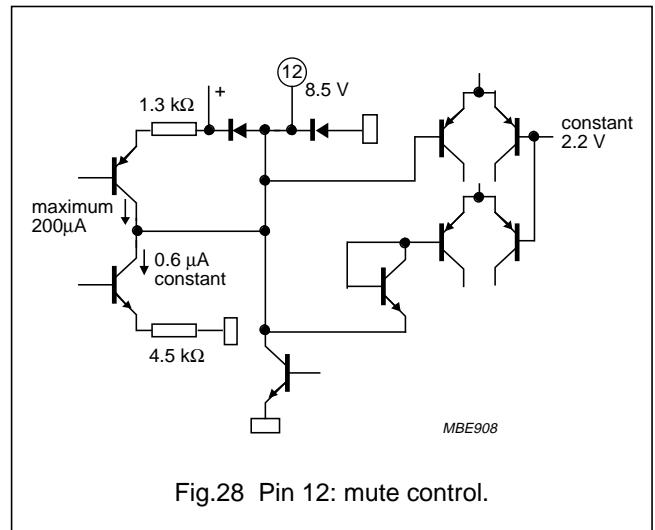 12
+
8.5 V
1.3 kΩ
constant
2.2 V
maximum
200μA
0.6 μA
constant
4.5 kΩ
MBE908
Fig.28 Pin 12: mute control.